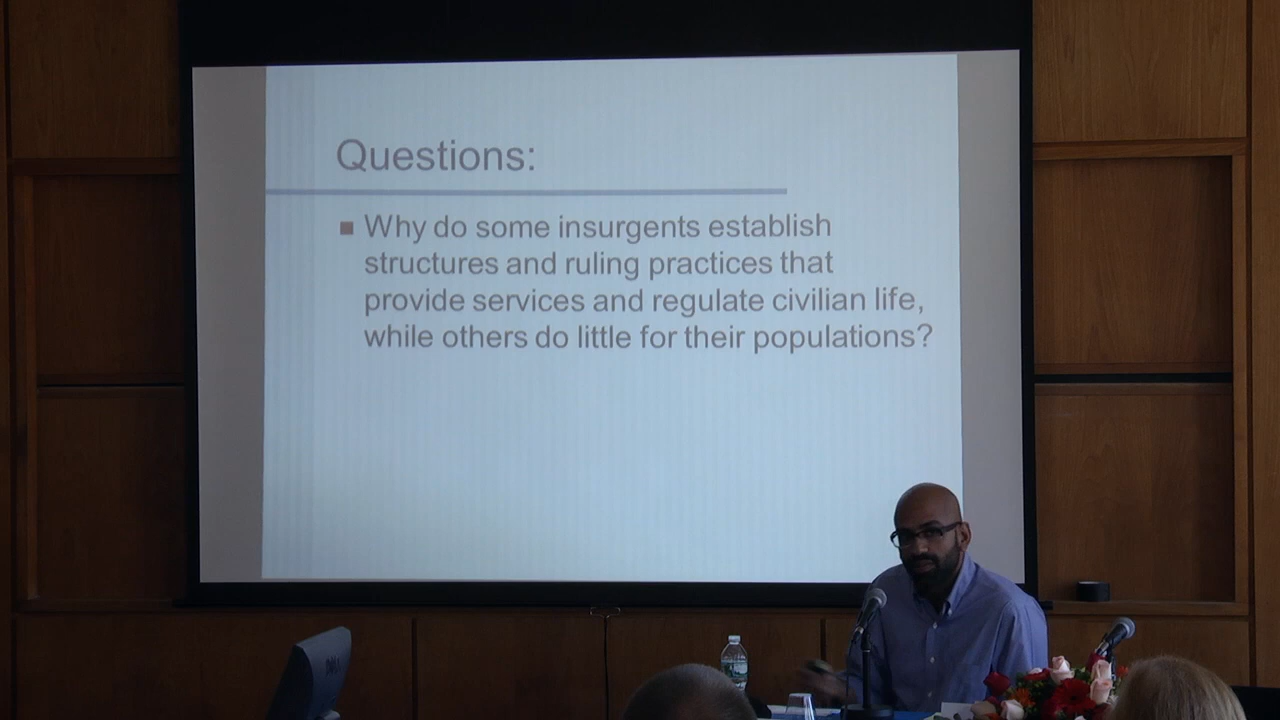 Questions:
Why do some insurgents establish
structures and ruling practices that
provide services and regulate civilian life,
while others do little for their populations?
DELL